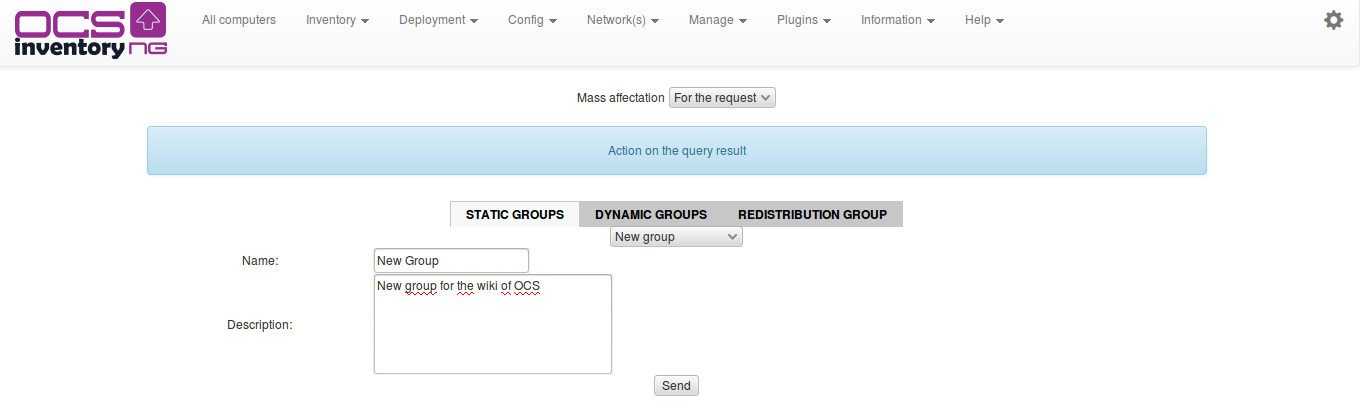 OCS inventory NG
All computers Inventory Deployment Config Network(s) Manage Plugins Information Help
Mass affectation For the request
Action on the query result
STATIC GROUPS DYNAMIC GROUPS REDISTRIBUTION GROUP
New group
Name: New Group
New group for the wiki of OCS
Description:
Send